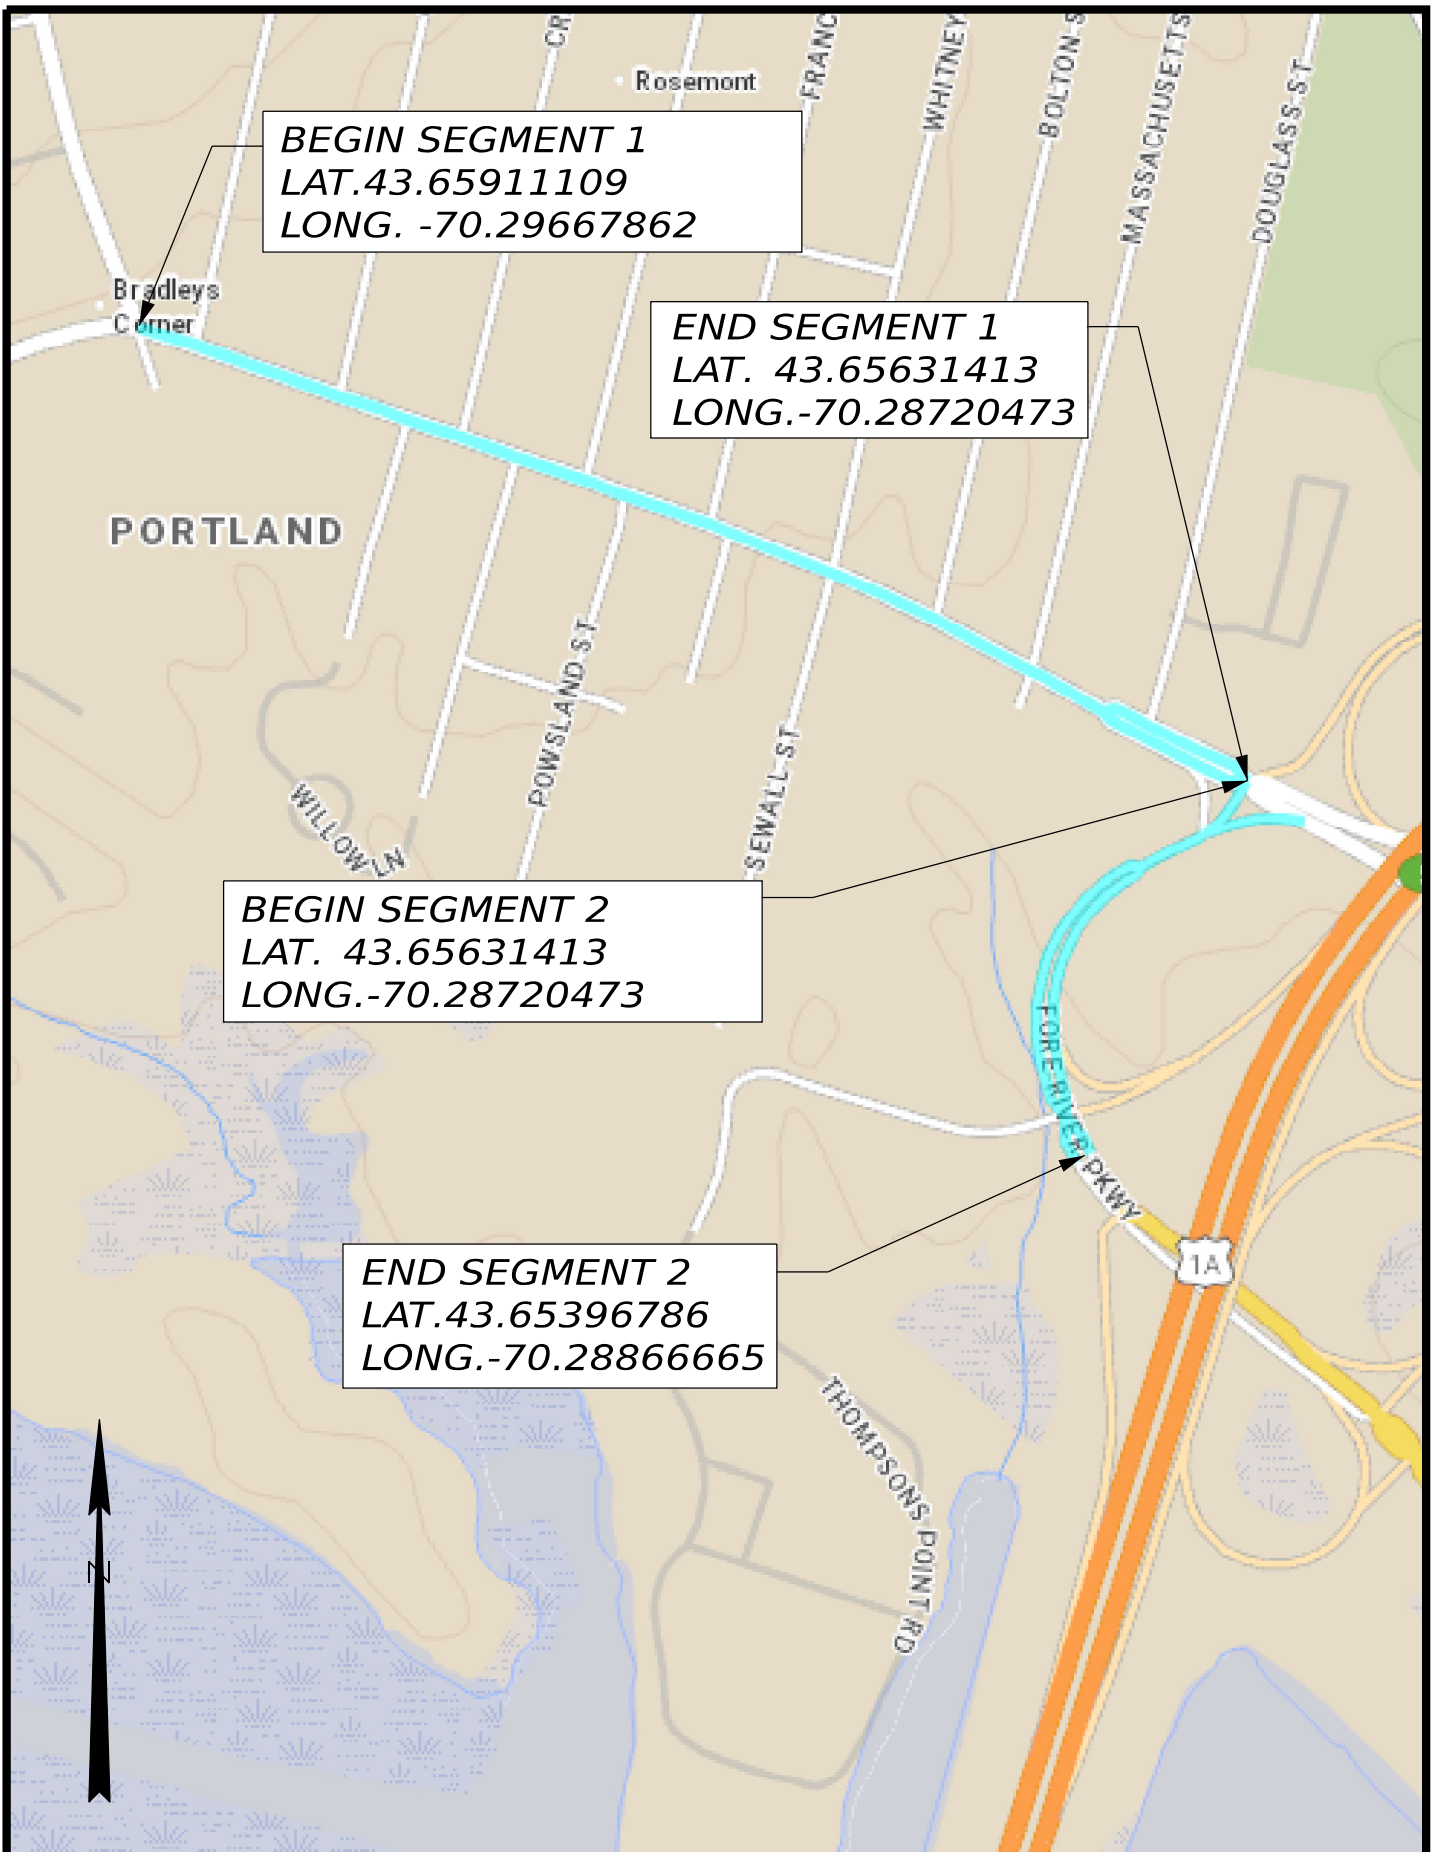 CR
FRANC
WHITNEY
BOLTON S
MASSACHUSETTS
DOUGLASS ST
Rosemont
BEGIN SEGMENT 1
LAT.43.65911109
LONG. -70.29667862
Bradleys
Corner
END SEGMENT 1
LAT. 43.65631413
LONG.-70.28720473
PORTLAND
POWSLAND ST
SEWALL ST
WILLOW LN
BEGIN SEGMENT 2
LAT. 43.65631413
LONG.-70.28720473
FORE RIVER PKWY
END SEGMENT 2
LAT.43.65396786
LONG.-70.28866665
1A
THOMPSONS POINT RD
N